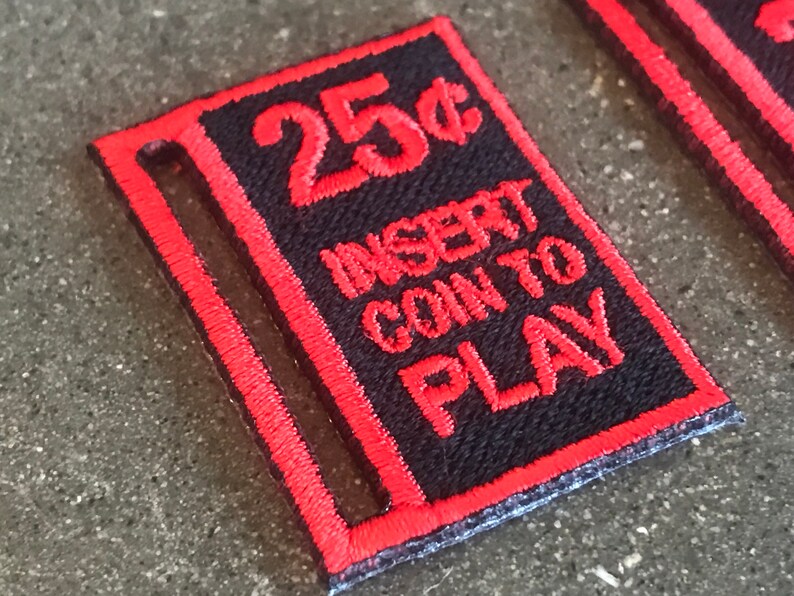 25¢
INSERT
COIN TO
PLAY